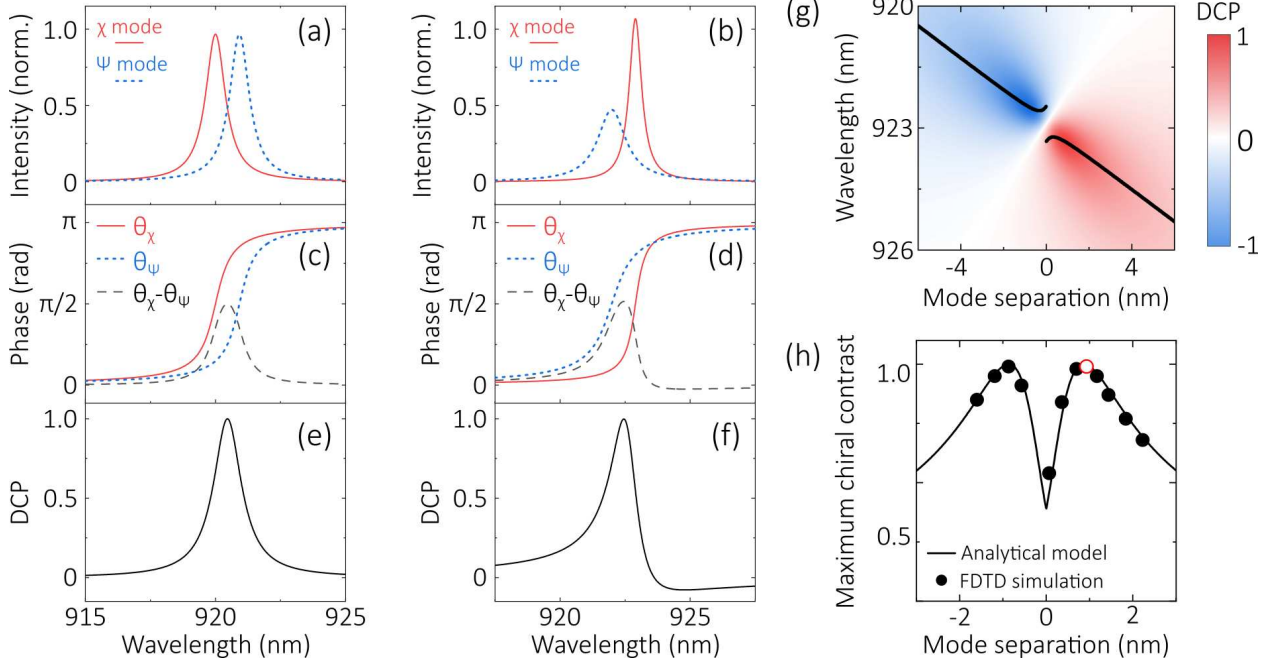 (a)
χ mode
Ψ mode
Intensity (norm.)
1.0
0.5
0
(b)
χ mode
Ψ mode
Intensity (norm.)
1.0
0.5
0
(c)
θχ
θΨ
θχ-θΨ
Phase (rad)
π
π/2
0
(d)
θχ
θΨ
θχ-θΨ
Phase (rad)
π
π/2
0
(e)
DCP
1.0
0.5
0
915 920 925
Wavelength (nm)
(f)
DCP
1.0
0.5
0
920 925
Wavelength (nm)
(g)
DCP
1
0
-1
Wavelength (nm)
920
923
926
-4 0 4
Mode separation (nm)
(h)
Maximum chiral contrast
1.0
0.5
Analytical model
FDTD simulation
-2 0 2
Mode separation (nm)